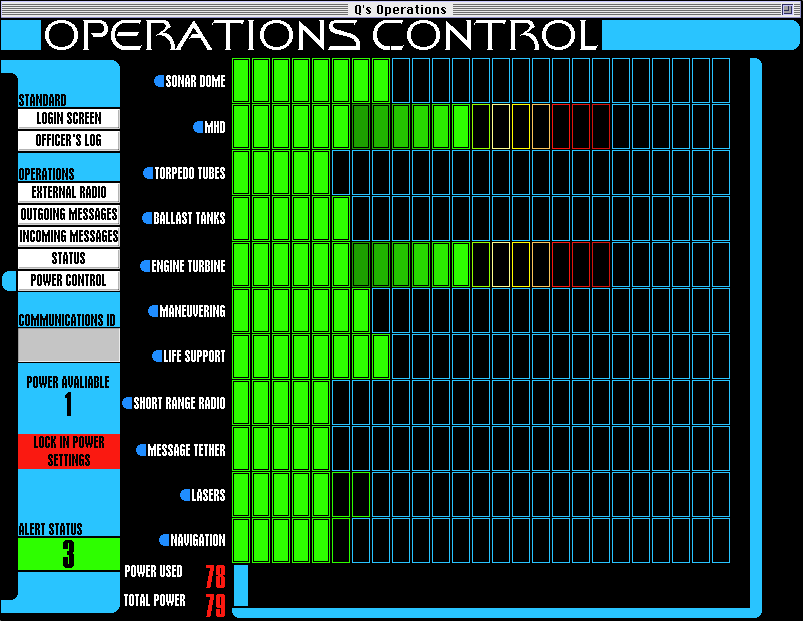 Q's Operations
OPERATIONS CONTROL
STANDARD
LOGIN SCREEN
OFFICER'S LOG
OPERATIONS
EXTERNAL RADIO
OUTGOING MESSAGES
INCOMING MESSAGES
STATUS
POWER CONTROL
COMMUNICATIONS ID
POWER AVALIABLE
1
LOCK IN POWER
SETTINGS
ALERT STATUS
3
SONAR DOME
MHD
TORPEDO TUBES
BALLAST TANKS
ENGINE TURBINE
MANEUVERING
LIFE SUPPORT
SHORT RANGE RADIO
MESSAGE TETHER
LASERS
NAVIGATION
POWER USED 78
TOTAL POWER 79